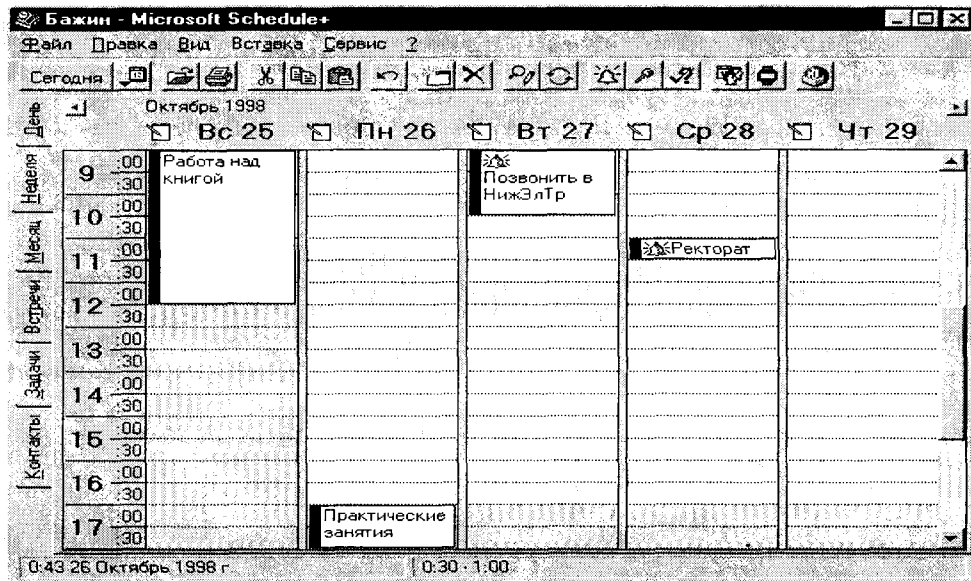 Бажин - Microsoft Schedule+
Файл Правка Вид Вставка Сервис ?
Сегодня
Октябрь 1998
Вс 25 Пн 26 Вт 27 Ср 28 Чт 29
День
Неделя
Месяц
Встречи
Задачи
Контакты
9 :00
:30
10 :00
:30
11 :00
:30
12 :00
:30
13 :00
:30
14 :00
:30
15 :00
:30
16 :00
:30
17 :00
:30
Работа над
книгой
Практические
занятия
Позвонить в
НижЭлТр
Ректорат
0:43 26 Октябрь 1998 г. 0:30 - 1:00